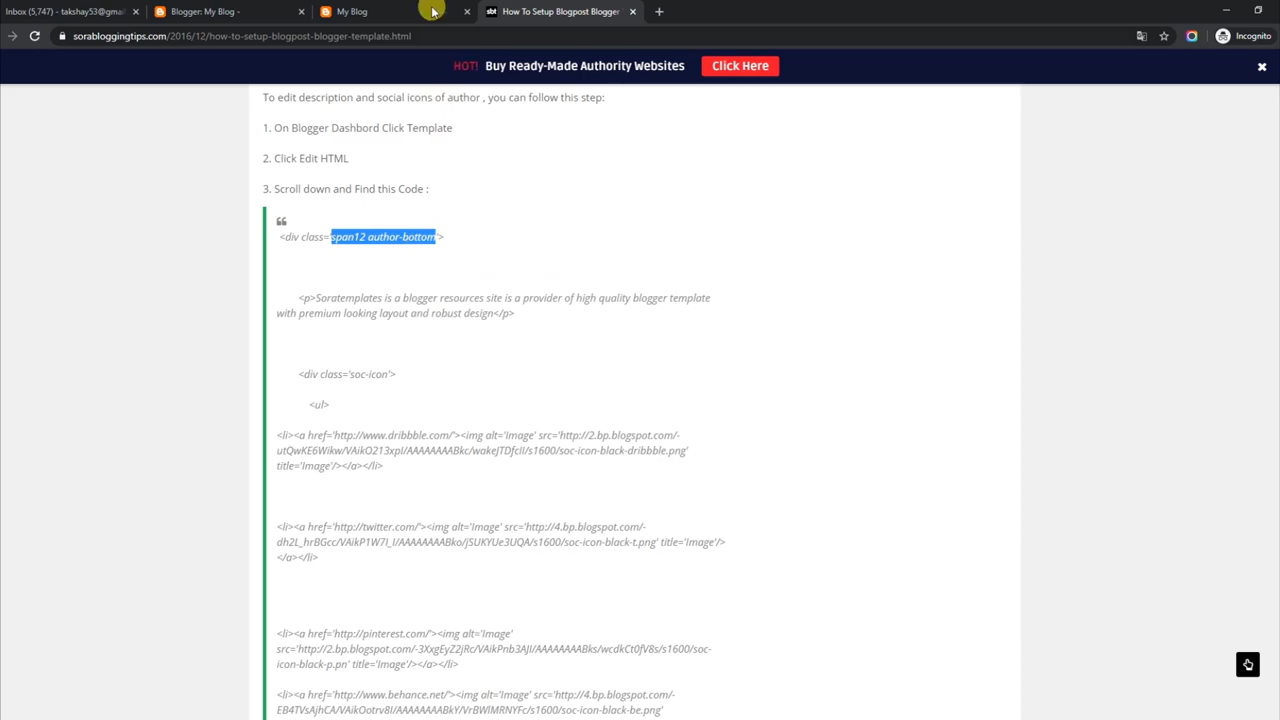 Inbox (5,747) - takshay53@gmail
Blogger: My Blog -
My Blog
sbt How To Setup Blogpost Blogger
sorabloggingtips.com/2016/12/how-to-setup-blogpost-blogger-template.html
Incognito
HOT! Buy Ready-Made Authority Websites Click Here
To edit description and social icons of author , you can follow this step:
1. On Blogger Dashbord Click Template
2. Click Edit HTML
3. Scroll down and Find this Code :
<div class='span12 author-bottom'>
<p>Soratemplates is a blogger resources site is a provider of high quality blogger template
with premium looking layout and robust design</p>
<div class='soc-icon'>
<ul>
<li><a href='http://www.dribbble.com/'><img alt='Image' src='http://2.bp.blogspot.com/-
utQwKE6Wikw/VAikO213xpI/AAAAAAAABkc/wakeJTDfcII/s1600/soc-icon-black-dribbble.png'
title='Image'/></a></li>
<li><a href='http://twitter.com/'><img alt='Image' src='http://4.bp.blogspot.com/-
dh2L_hrBGcc/VAikP1W7I_I/AAAAAAAABko/jSUKYUe3UQA/s1600/soc-icon-black-t.png' title='Image'/>
</a></li>
<li><a href='http://pinterest.com/'><img alt='Image'
src='http://2.bp.blogspot.com/-3XxgEyZ2jRc/VAikPnb3AJI/AAAAAAAABks/wcdkCt0fV8s/s1600/soc-
icon-black-p.pn' title='Image'/></a></li>
<li><a href='http://www.behance.net/'><img alt='Image' src='http://4.bp.blogspot.com/-
EB4TVsAjhCA/VAikOotrv8I/AAAAAAAABkY/VrBWlMRNYFc/s1600/soc-icon-black-be.png'